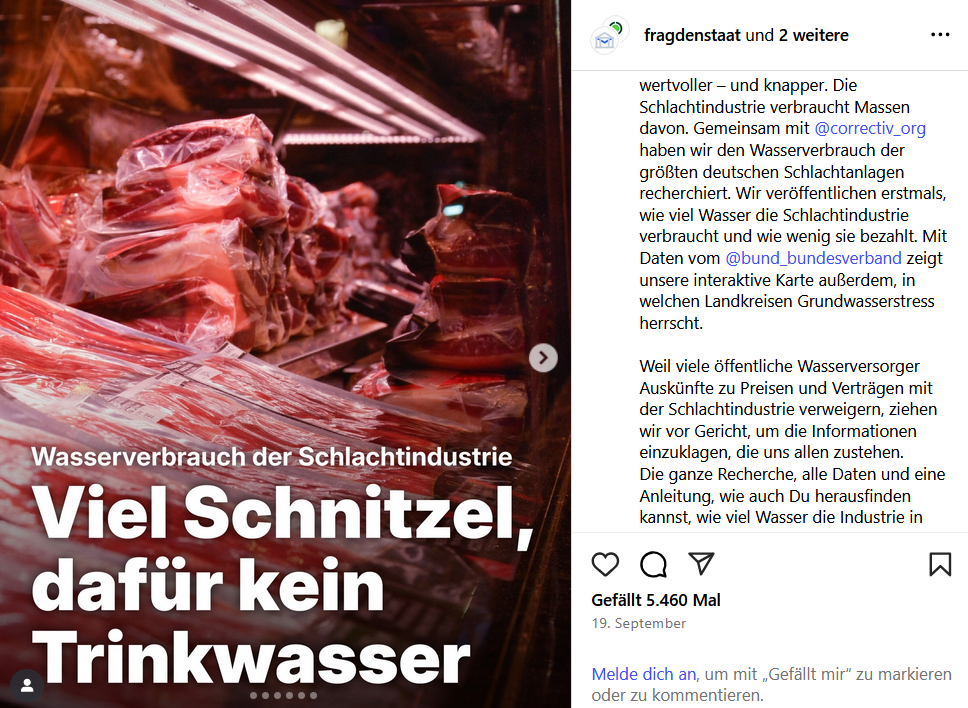 Wasserverbrauch der Schlachtindustrie
Viel Schnitzel,
dafür kein
Trinkwasser
fragdenstaat und 2 weitere
wertvoller – und knapper. Die
Schlachtindustrie verbraucht Massen
davon. Gemeinsam mit @correctiv_org
haben wir den Wasserverbrauch der
größten deutschen Schlachtanlagen
recherchiert. Wir veröffentlichen erstmals,
wie viel Wasser die Schlachtindustrie
verbraucht und wie wenig sie bezahlt. Mit
Daten vom @bund_bundesverband zeigt
unsere interaktive Karte außerdem, in
welchen Landkreisen Grundwasserstress
herrscht.
Weil viele öffentliche Wasserversorger
Auskünfte zu Preisen und Verträgen mit
der Schlachtindustrie verweigern, ziehen
wir vor Gericht, um die Informationen
einzuklagen, die uns allen zustehen.
Die ganze Recherche, alle Daten und eine
Anleitung, wie auch Du herausfinden
kannst, wie viel Wasser die Industrie in
Gefällt 5.460 Mal
19. September
Melde dich an, um mit „Gefällt mir“ zu markieren
oder zu kommentieren.